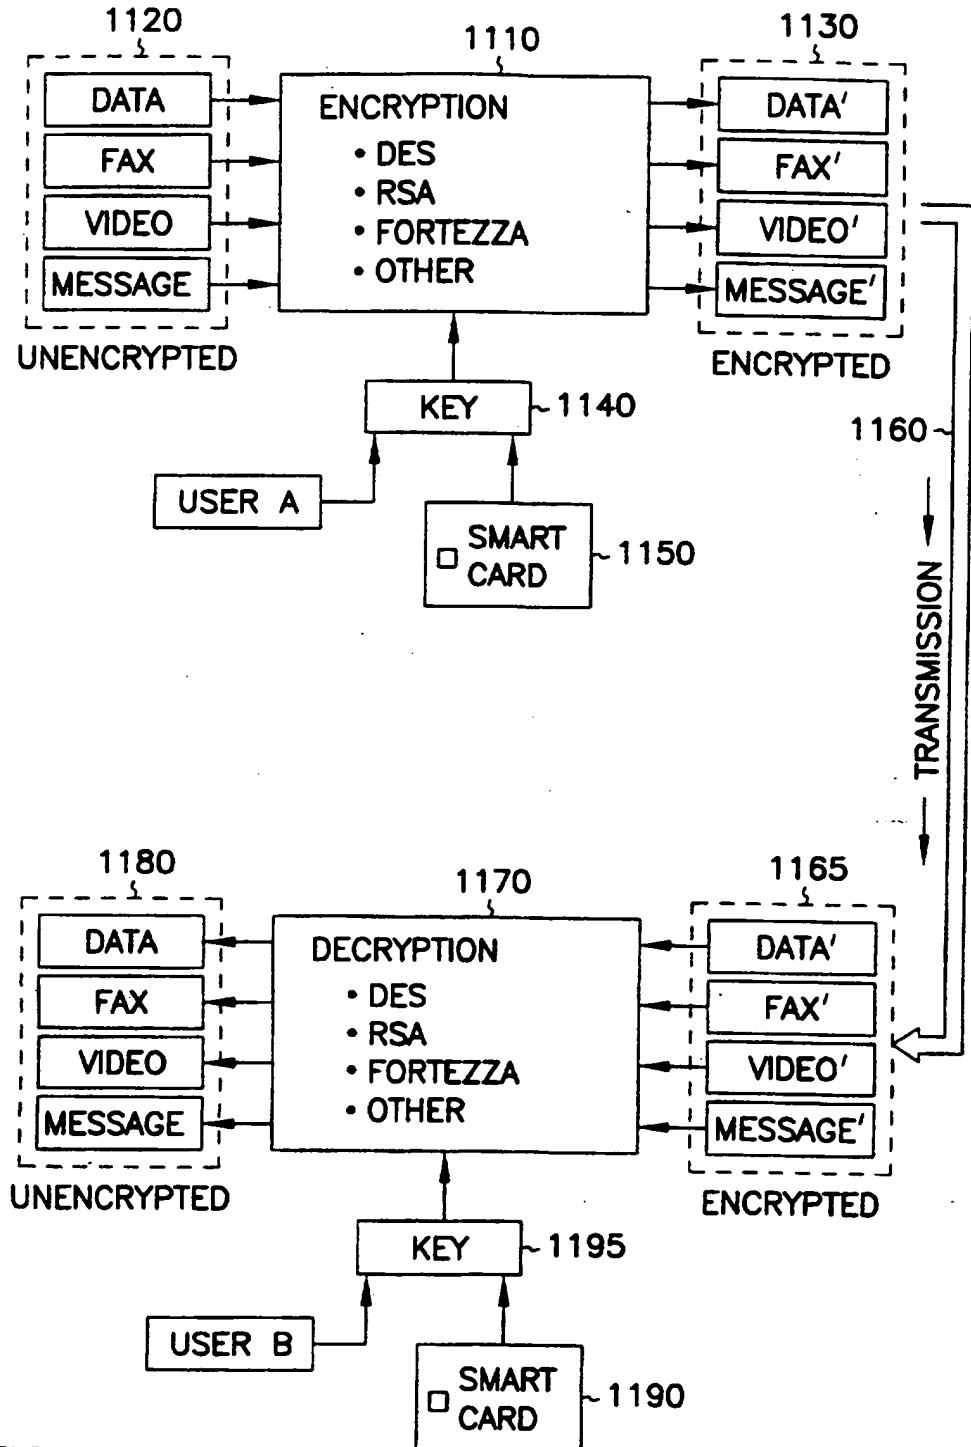 1120
1110
1130
DATA
FAX
VIDEO
MESSAGE
UNENCRYPTED
ENCRYPTION
• DES
• RSA
• FORTEZZA
• OTHER
DATA'
FAX'
VIDEO'
MESSAGE'
ENCRYPTED
KEY
1140
USER A
SMART
CARD
1150
1160
TRANSMISSION
1180
1170
1165
DATA
FAX
VIDEO
MESSAGE
UNENCRYPTED
DECRYPTION
• DES
• RSA
• FORTEZZA
• OTHER
DATA'
FAX'
VIDEO'
MESSAGE'
ENCRYPTED
KEY
1195
USER B
SMART
CARD
1190